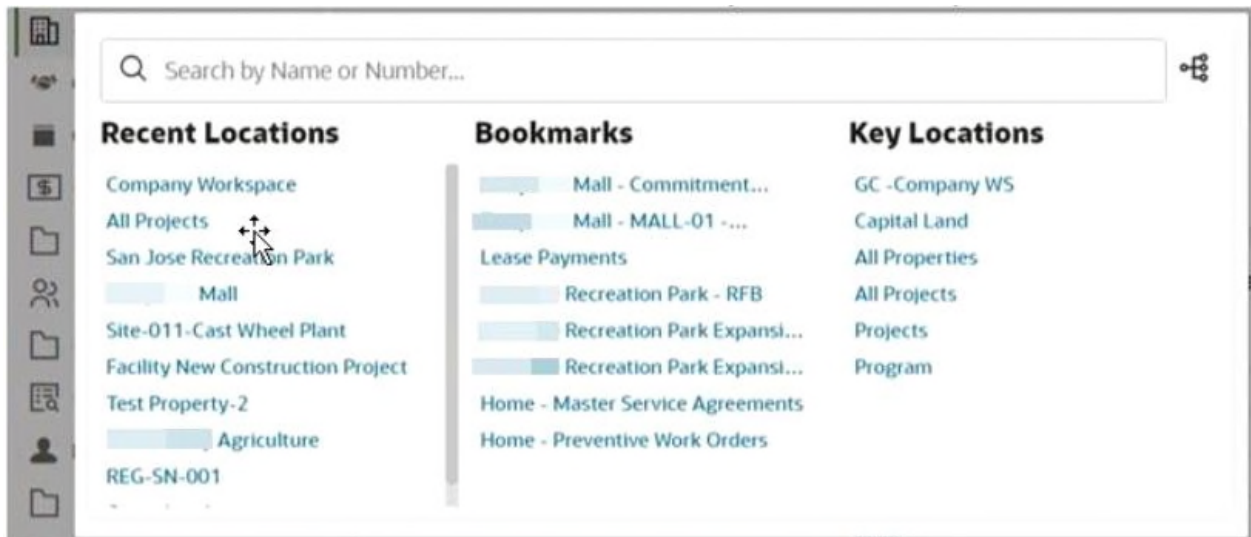 Search by Name or Number...
Recent Locations
Company Workspace
All Projects
San Jose Recreation Park
Mall
Site-011-Cast Wheel Plant
Facility New Construction Project
Test Property-2
Agriculture
REG-SN-001
Bookmarks
Mall - Commitment...
Mall - MALL-01 -...
Lease Payments
Recreation Park - RFB
Recreation Park Expansi...
Recreation Park Expansi...
Home - Master Service Agreements
Home - Preventive Work Orders
Key Locations
GC -Company WS
Capital Land
All Properties
All Projects
Projects
Program